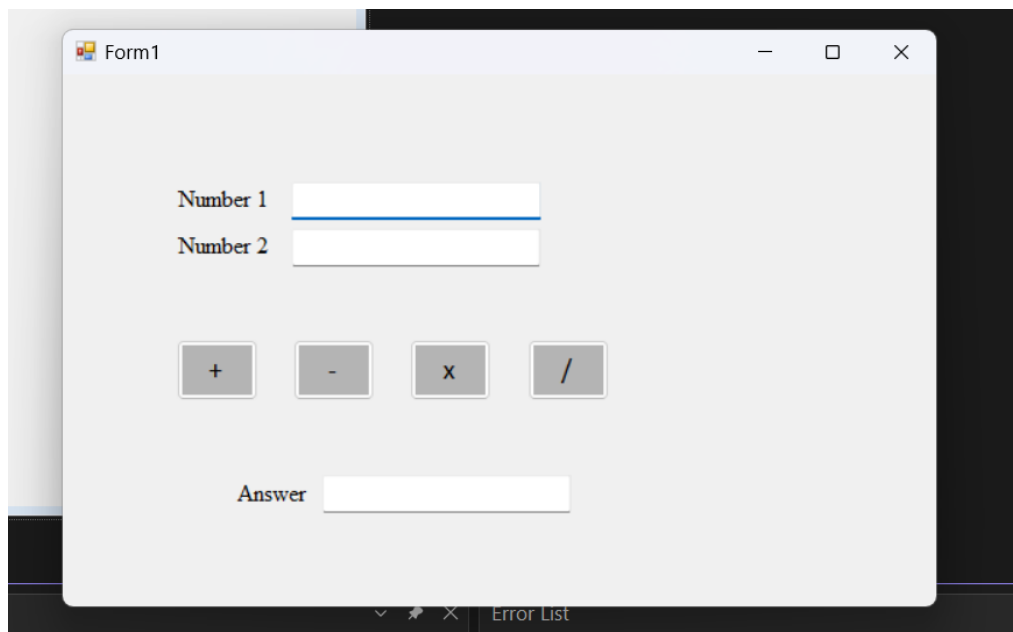 Form1
Number 1
Number 2
+ - x /
Answer
Error List